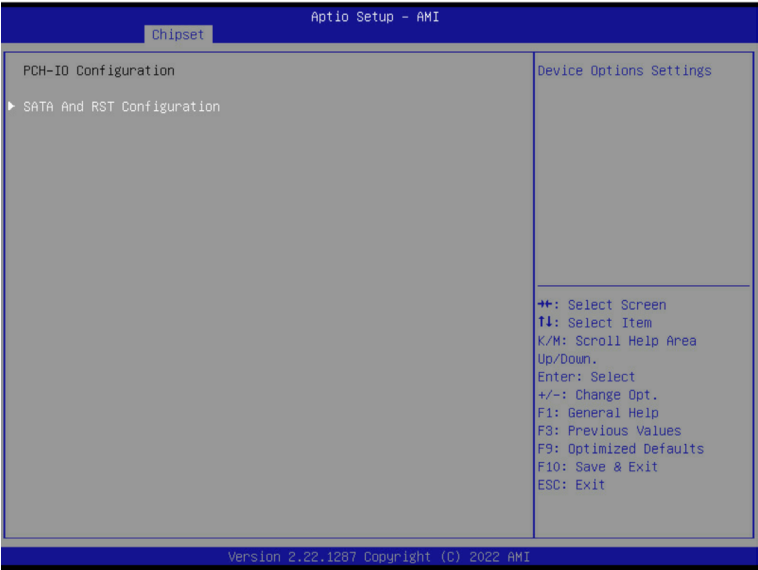 Aptio Setup – AMI
Chipset
PCH-IO Configuration
▶ SATA And RST Configuration
Device Options Settings
→←: Select Screen
↑↓: Select Item
K/M: Scroll Help Area
Up/Down.
Enter: Select
+/-: Change Opt.
F1: General Help
F3: Previous Values
F9: Optimized Defaults
F10: Save & Exit
ESC: Exit
Version 2.22.1287 Copyright (C) 2022 AMI